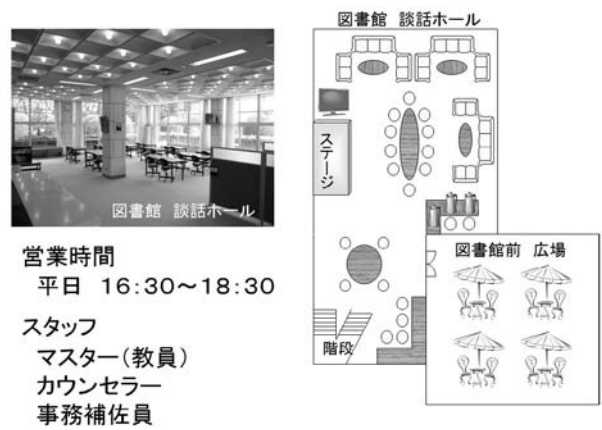 図書館 談話ホール
営業時間
平日 16:30~18:30
スタッフ
マスター(教員)
カウンセラー
事務補佐員
図書館 談話ホール
ステージ
図書館前 広場
階段